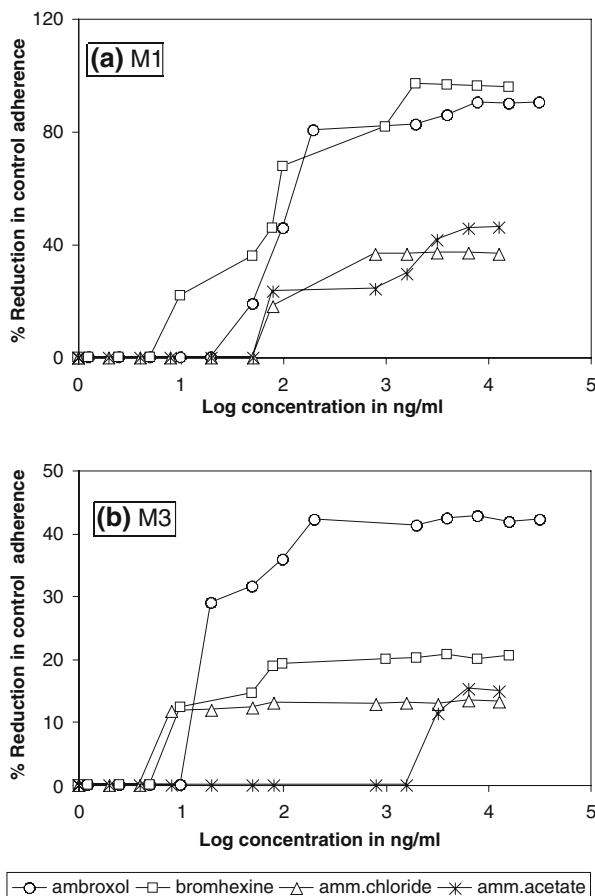 (a) M1
% Reduction in control adherence
120
80
40
0
0 1 2 3 4 5
Log concentration in ng/ml
(b) M3
% Reduction in control adherence
50
40
30
20
10
0
0 1 2 3 4 5
Log concentration in ng/ml
ambroxol bromhexine amm.chloride amm.acetate